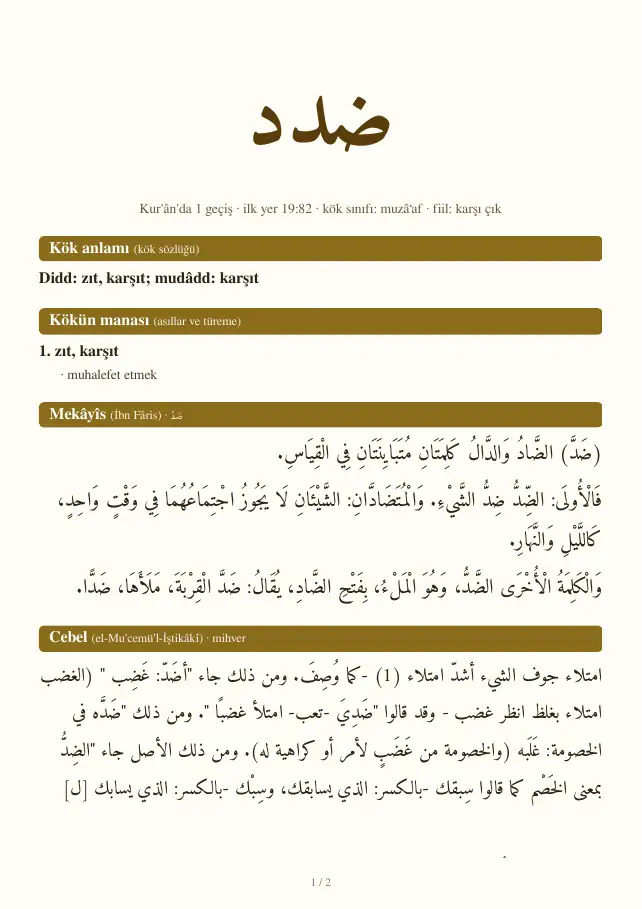 ضدد
Kur'ân'da 1 geçiş · ilk yer 19:82 · kök sınıfı: muzâ'af · fiil: karşı çık
Kök anlamı (kök sözlüğü)
Didd: zıt, karşıt; mudâdd: karşıt
Kökün manası (asıllar ve türeme)
1. zıt, karşıt
· muhalefet etmek
Mekâyîs (İbn Fâris) · ضَدَّ
(ضَدَّ) الضَّادُ وَالدَّالُ كَلِمَتَانِ مُتَبَايِنَتَانِ فِي الْقِيَاسِ.
فَالْأُولَى: الضِّدُّ ضِدُّ الشَّيْءِ. وَالْمُتَضَادَّانِ: الشَّيْئَانِ لَا يَجُوزُ اجْتِمَاعُهُمَا فِي وَقْتٍ وَاحِدٍ،
كَاللَّيْلِ وَالنَّهَارِ.
وَالْكَلِمَةُ الْأُخْرَى الضَّدُّ، وَهُوَ الْمَلْءُ، بِفَتْحِ الضَّادِ، يُقَالُ: ضَدَّ الْقِرْبَةَ، مَلَأَهَا، ضَدًّا.
Cebel (el-Mu'cemü'l-İştikâkî) · mihver
امتلاء جوف الشيء أشدّ امتلاء (1) -كما وُصِفَ. ومن ذلك جاء "أضَدّ: غَضِب " (الغضب
امتلاء بغلظ انظر غضب - وقد قالوا "ضَدِيَ -تعب- امتلأ غضبًا ". ومن ذلك "ضَدَّه في
الخصومة: غَلَبه (والخصومة من غَضَبٍ لأمر أو كراهية له). ومن ذلك الأصل جاء "الضِدُّ
بمعنى الخَصْم كما قالوا سِبقك -بالكسر: الذي يسابقك، وسِبْك -بالكسر: الذي يسابك [ل]
1 / 2